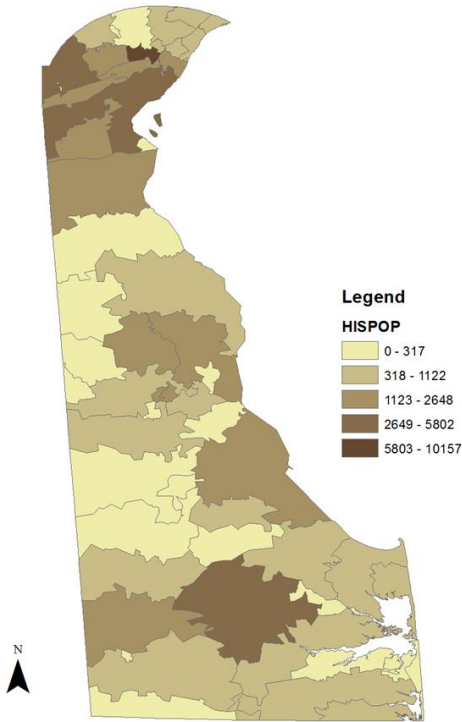 Legend
HISPOP
0 - 317
318 - 1122
1123 - 2648
2649 - 5802
5803 - 10157
N